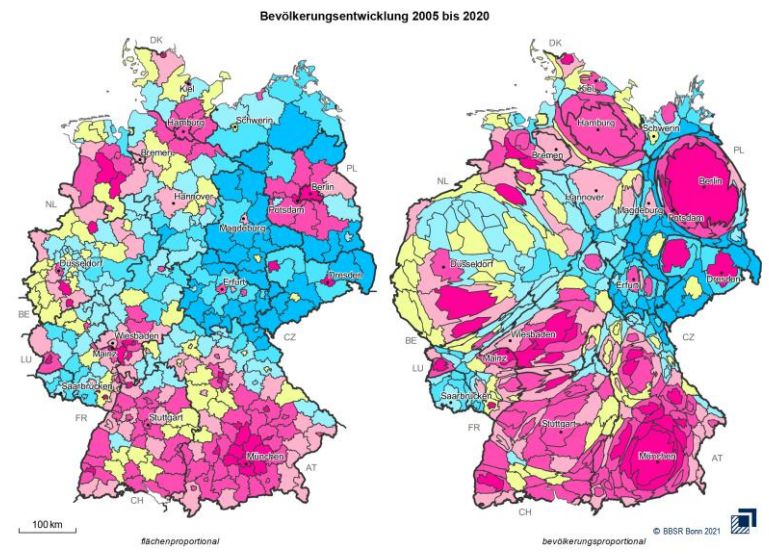 Bevölkerungsentwicklung 2005 bis 2020
DK
Kiel
Hamburg
Schwerin
Bremen
PL
NL
Hannover
Berlin
Potsdam
Magdeburg
Düsseldorf
Erfurt
Dresden
BE
Wiesbaden
CZ
LU
Mainz
Saarbrücken
FR
Stuttgart
München
AT
CH
100 km
flächenproportional
DK
Kiel
Hamburg
Schwerin
Bremen
PL
NL
Berlin
Hannover
Magdeburg
Potsdam
Düsseldorf
Erfurt
Dresden
BE
Wiesbaden
CZ
LU
Mainz
Saarbrücken
FR
Stuttgart
München
AT
CH
© BBSR Bonn 2021
bevölkerungsproportional